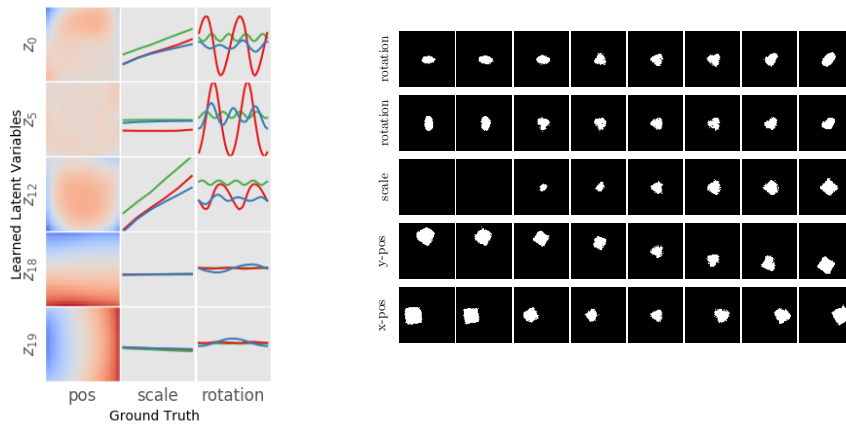 Learned Latent Variables
Z0
Z5
Z12
Z18
Z19
pos scale rotation
Ground Truth
rotation
rotation
scale
y-pos
x-pos